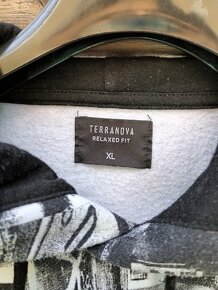 TERRANOVA
RELAXED FIT
XL